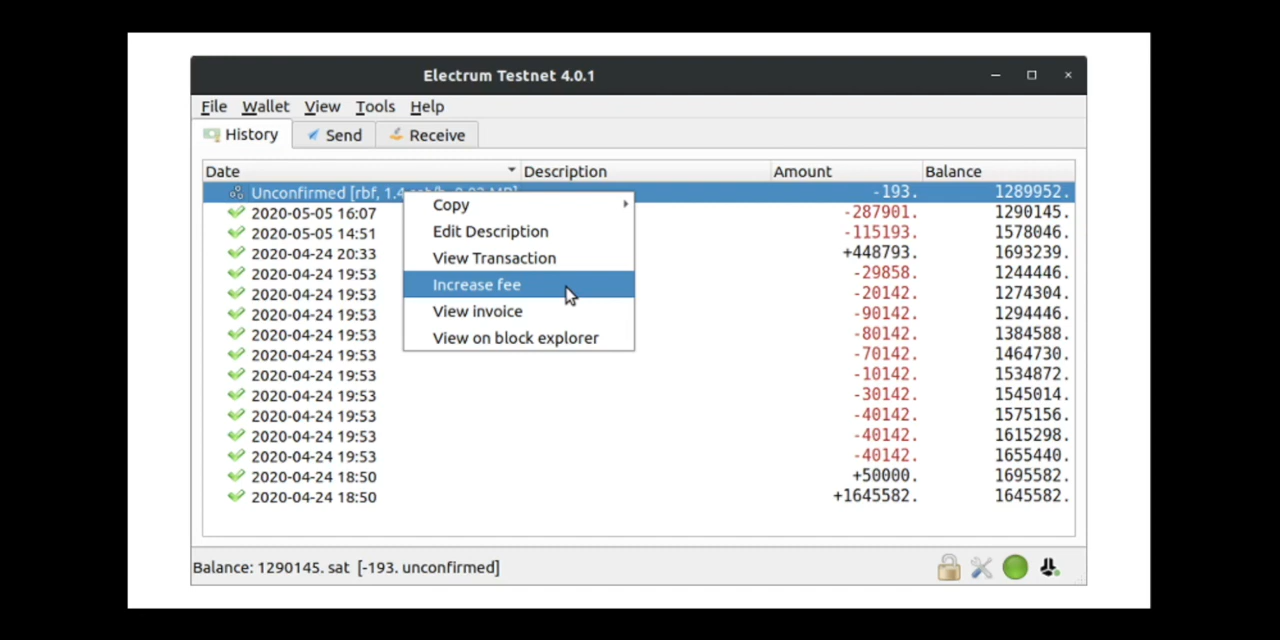 Electrum Testnet 4.0.1
File Wallet View Tools Help
History Send Receive
Date Description Amount Balance
Unconfirmed [rbf, 1.4 -193. 1289952.
2020-05-05 16:07 -287901. 1290145.
2020-05-05 14:51 -115193. 1578046.
2020-04-24 20:33 +448793. 1693239.
2020-04-24 19:53 -29858. 1244446.
2020-04-24 19:53 -20142. 1274304.
2020-04-24 19:53 -90142. 1294446.
2020-04-24 19:53 -80142. 1384588.
2020-04-24 19:53 -70142. 1464730.
2020-04-24 19:53 -10142. 1534872.
2020-04-24 19:53 -30142. 1545014.
2020-04-24 19:53 -40142. 1575156.
2020-04-24 19:53 -40142. 1615298.
2020-04-24 19:53 -40142. 1655440.
2020-04-24 18:50 +50000. 1695582.
2020-04-24 18:50 +1645582. 1645582.
Copy
Edit Description
View Transaction
Increase fee
View invoice
View on block explorer
Balance: 1290145. sat [-193. unconfirmed]